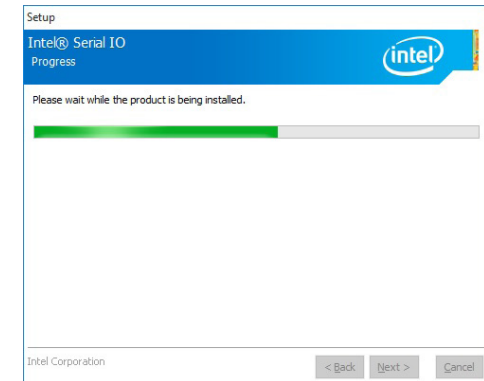 Setup
Intel® Serial IO
Progress
intel
Please wait while the product is being installed.
Intel Corporation
< Back Next > Cancel